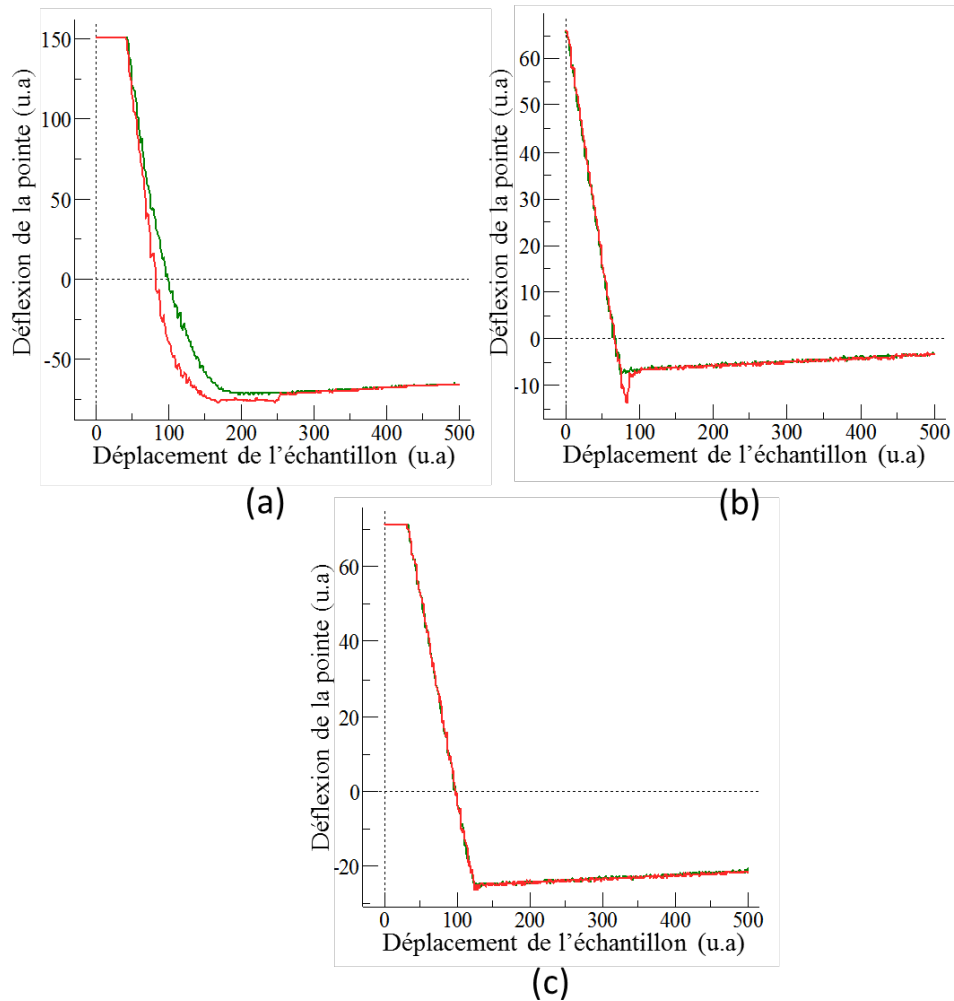 Déflexion de la pointe (u.a)
150
100
50
0
-50
0 100 200 300 400 500
Déplacement de l’échantillon (u.a)
(a)
Déflexion de la pointe (u.a)
60
50
40
30
20
10
0
-10
0 100 200 300 400 500
Déplacement de l’échantillon (u.a)
(b)
Déflexion de la pointe (u.a)
60
40
20
0
-20
0 100 200 300 400 500
Déplacement de l’échantillon (u.a)
(c)